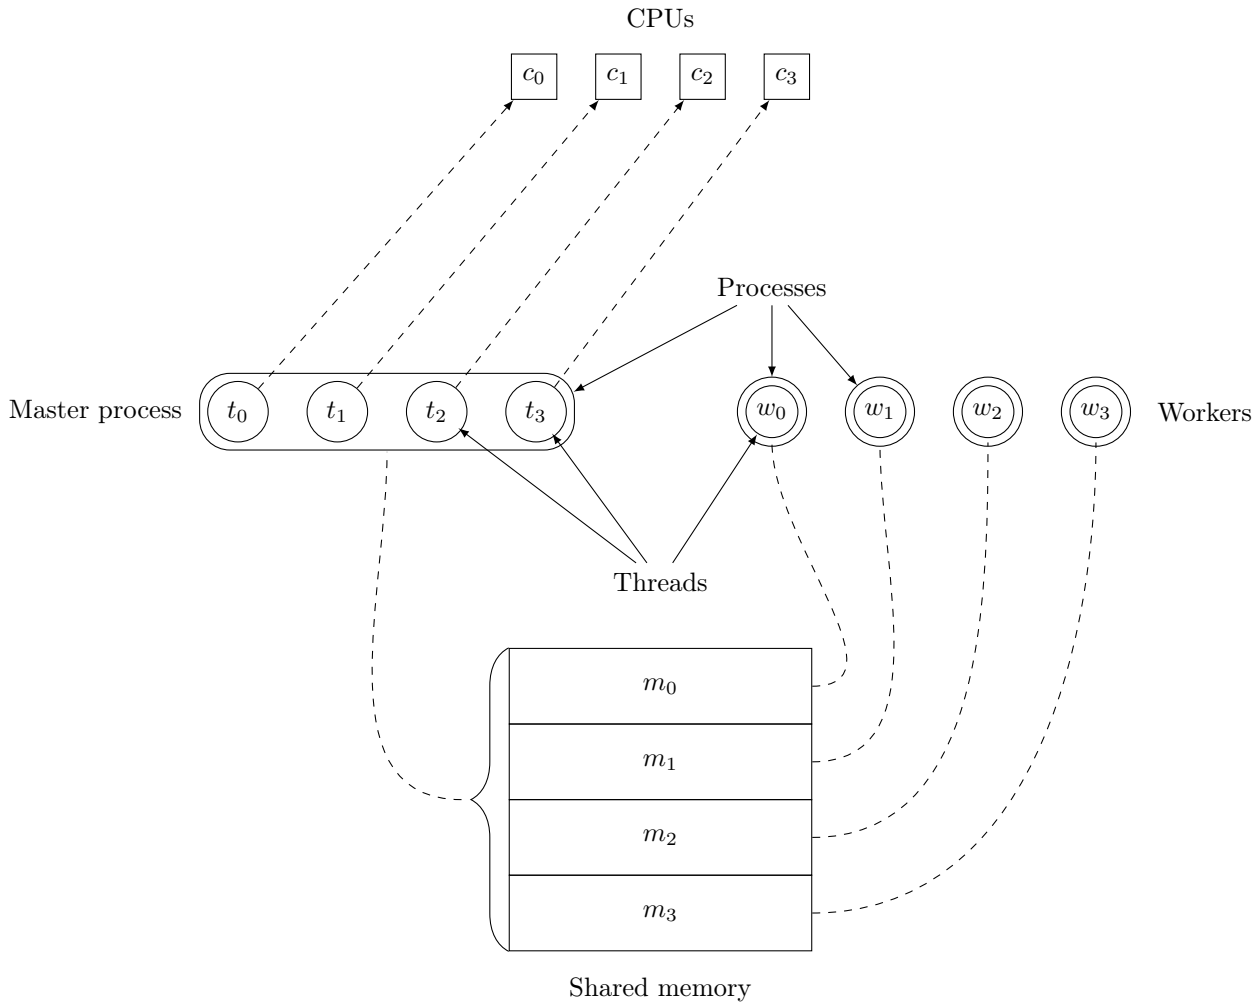 CPUs
c₀ c₁ c₂ c₃
Processes
Master process t₀ t₁ t₂ t₃ w₀ w₁ w₂ w₃ Workers
Threads
m₀
m₁
m₂
m₃
Shared memory